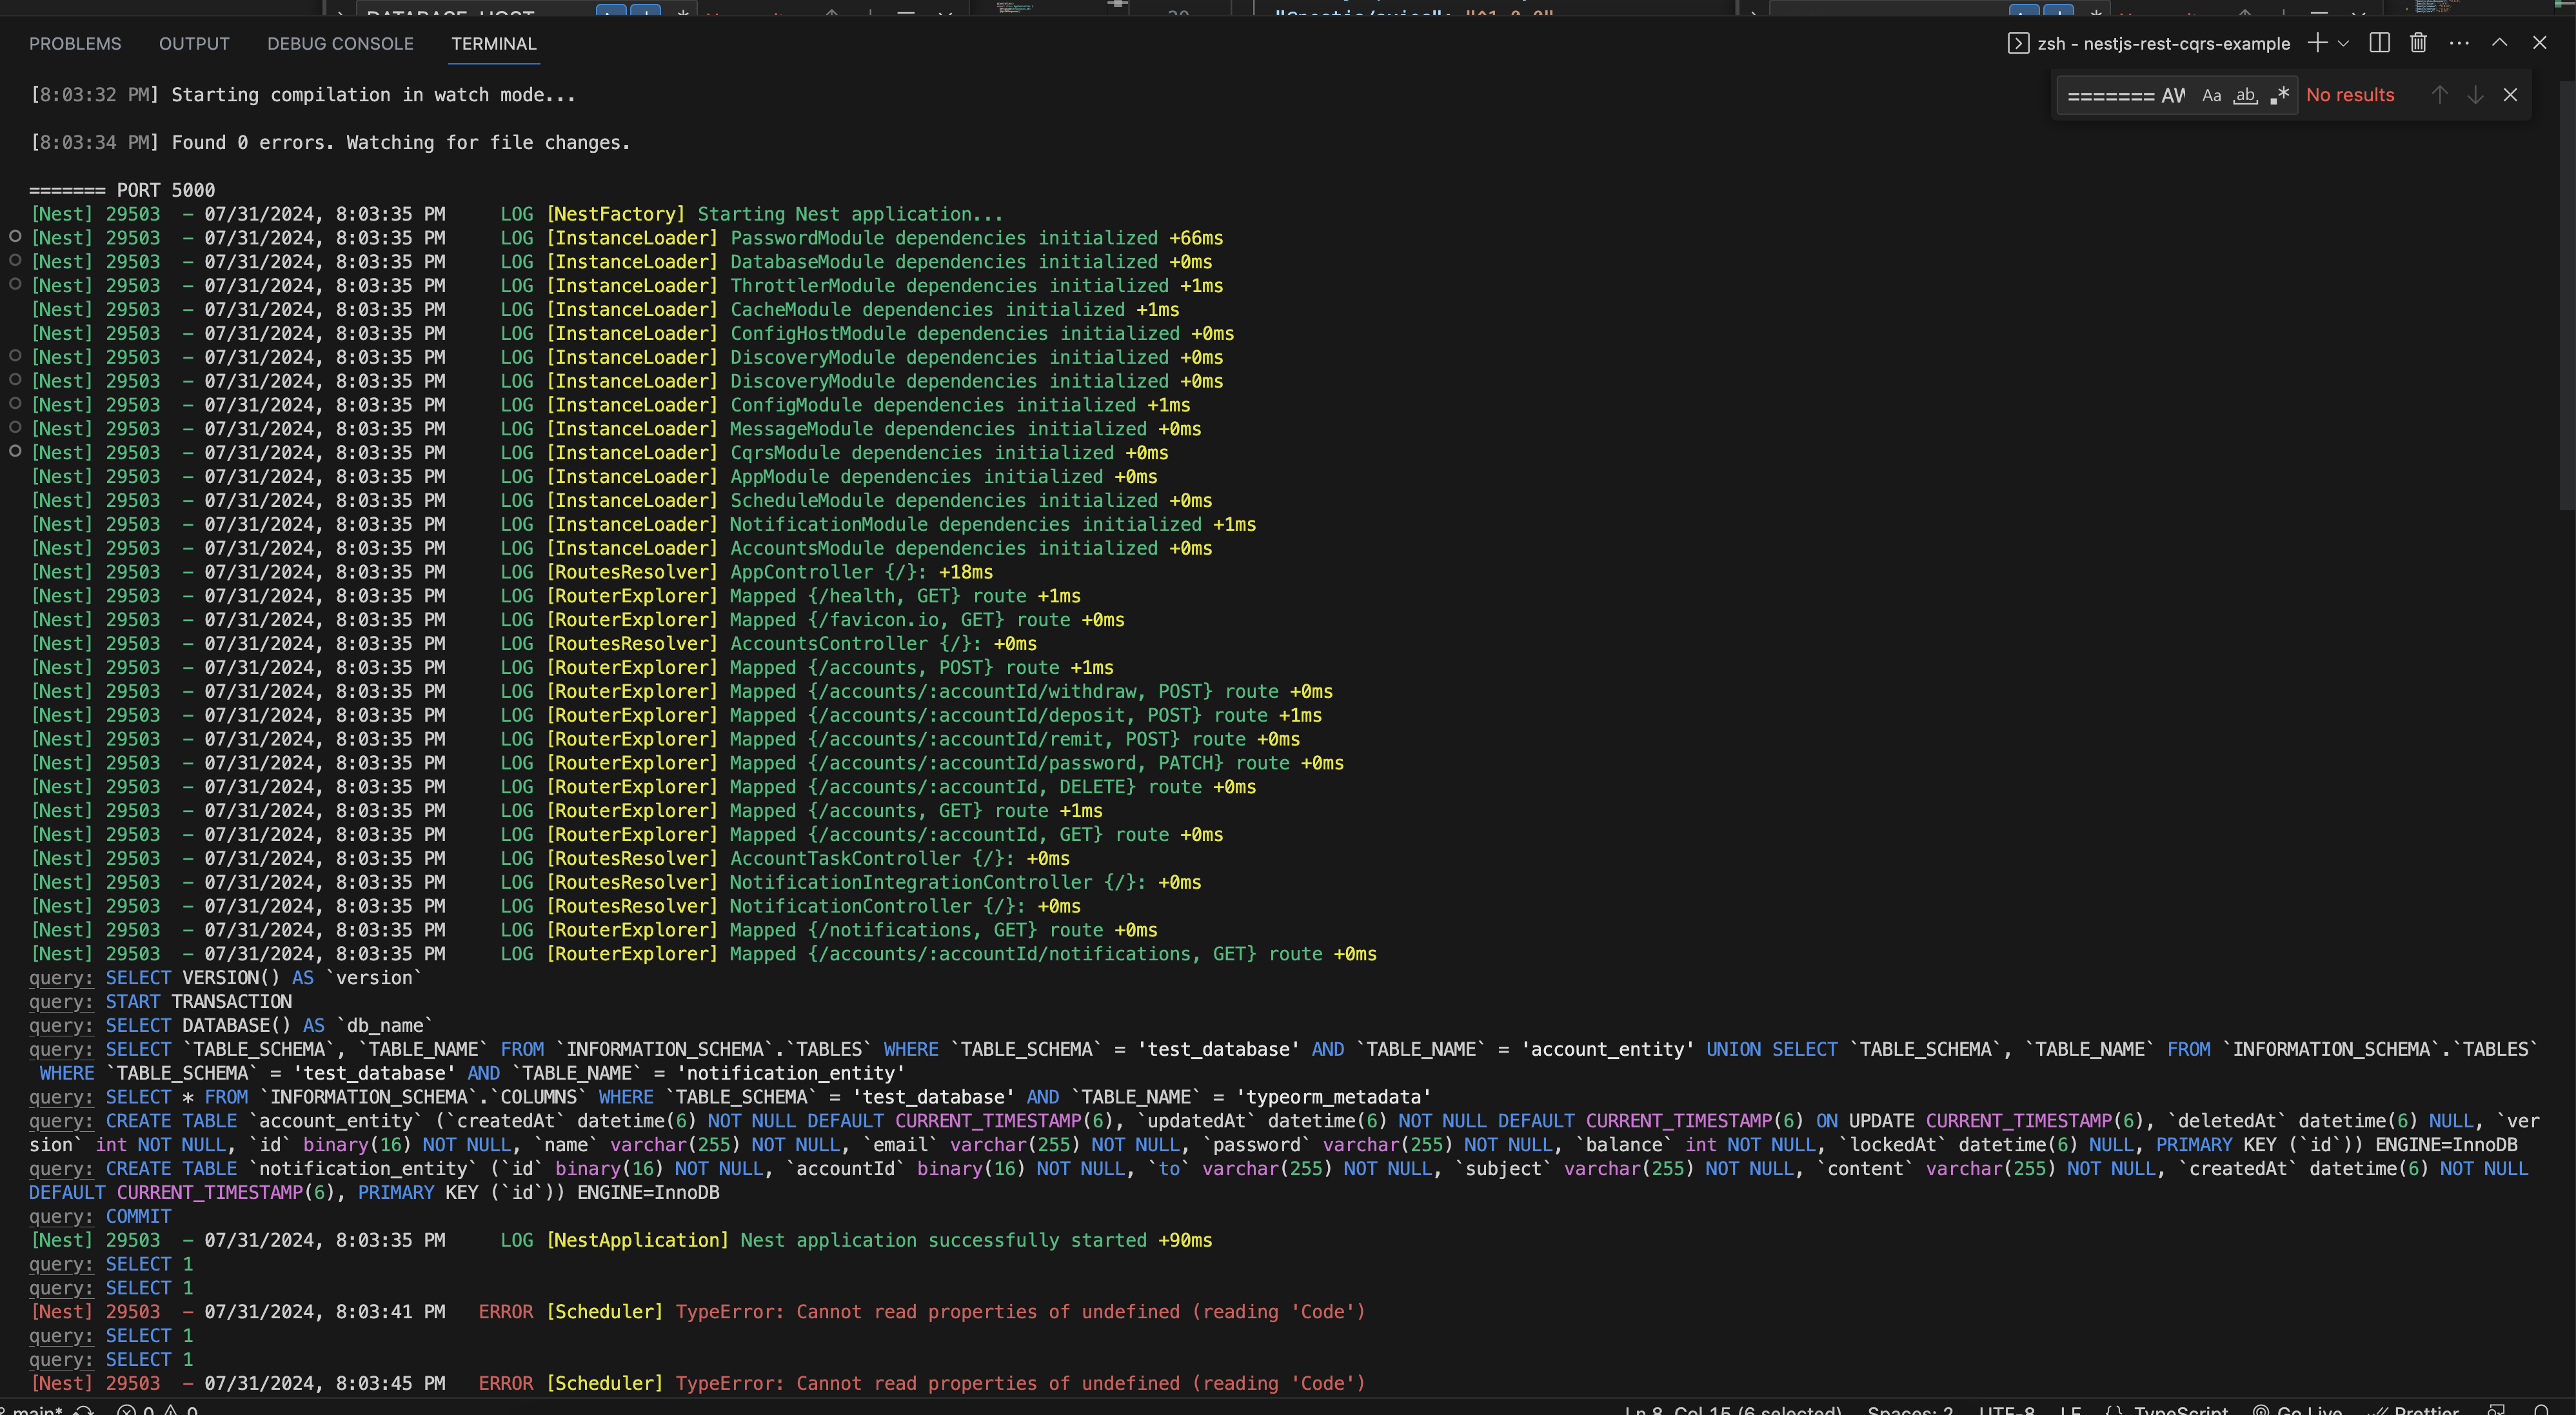 DATABASE_HOST
"@nestjs/axios": "^1.0.0"
PROBLEMS OUTPUT DEBUG CONSOLE TERMINAL
zsh - nestjs-rest-cqrs-example
======= AW Aa ab No results
[8:03:32 PM] Starting compilation in watch mode...
[8:03:34 PM] Found 0 errors. Watching for file changes.
======= PORT 5000
[Nest] 29503  - 07/31/2024, 8:03:35 PM     LOG [NestFactory] Starting Nest application...
[Nest] 29503  - 07/31/2024, 8:03:35 PM     LOG [InstanceLoader] PasswordModule dependencies initialized +66ms
[Nest] 29503  - 07/31/2024, 8:03:35 PM     LOG [InstanceLoader] DatabaseModule dependencies initialized +0ms
[Nest] 29503  - 07/31/2024, 8:03:35 PM     LOG [InstanceLoader] ThrottlerModule dependencies initialized +1ms
[Nest] 29503  - 07/31/2024, 8:03:35 PM     LOG [InstanceLoader] CacheModule dependencies initialized +1ms
[Nest] 29503  - 07/31/2024, 8:03:35 PM     LOG [InstanceLoader] ConfigHostModule dependencies initialized +0ms
[Nest] 29503  - 07/31/2024, 8:03:35 PM     LOG [InstanceLoader] DiscoveryModule dependencies initialized +0ms
[Nest] 29503  - 07/31/2024, 8:03:35 PM     LOG [InstanceLoader] DiscoveryModule dependencies initialized +0ms
[Nest] 29503  - 07/31/2024, 8:03:35 PM     LOG [InstanceLoader] ConfigModule dependencies initialized +1ms
[Nest] 29503  - 07/31/2024, 8:03:35 PM     LOG [InstanceLoader] MessageModule dependencies initialized +0ms
[Nest] 29503  - 07/31/2024, 8:03:35 PM     LOG [InstanceLoader] CqrsModule dependencies initialized +0ms
[Nest] 29503  - 07/31/2024, 8:03:35 PM     LOG [InstanceLoader] AppModule dependencies initialized +0ms
[Nest] 29503  - 07/31/2024, 8:03:35 PM     LOG [InstanceLoader] ScheduleModule dependencies initialized +0ms
[Nest] 29503  - 07/31/2024, 8:03:35 PM     LOG [InstanceLoader] NotificationModule dependencies initialized +1ms
[Nest] 29503  - 07/31/2024, 8:03:35 PM     LOG [InstanceLoader] AccountsModule dependencies initialized +0ms
[Nest] 29503  - 07/31/2024, 8:03:35 PM     LOG [RoutesResolver] AppController {/}: +18ms
[Nest] 29503  - 07/31/2024, 8:03:35 PM     LOG [RouterExplorer] Mapped {/health, GET} route +1ms
[Nest] 29503  - 07/31/2024, 8:03:35 PM     LOG [RouterExplorer] Mapped {/favicon.io, GET} route +0ms
[Nest] 29503  - 07/31/2024, 8:03:35 PM     LOG [RoutesResolver] AccountsController {/}: +0ms
[Nest] 29503  - 07/31/2024, 8:03:35 PM     LOG [RouterExplorer] Mapped {/accounts, POST} route +1ms
[Nest] 29503  - 07/31/2024, 8:03:35 PM     LOG [RouterExplorer] Mapped {/accounts/:accountId/withdraw, POST} route +0ms
[Nest] 29503  - 07/31/2024, 8:03:35 PM     LOG [RouterExplorer] Mapped {/accounts/:accountId/deposit, POST} route +1ms
[Nest] 29503  - 07/31/2024, 8:03:35 PM     LOG [RouterExplorer] Mapped {/accounts/:accountId/remit, POST} route +0ms
[Nest] 29503  - 07/31/2024, 8:03:35 PM     LOG [RouterExplorer] Mapped {/accounts/:accountId/password, PATCH} route +0ms
[Nest] 29503  - 07/31/2024, 8:03:35 PM     LOG [RouterExplorer] Mapped {/accounts/:accountId, DELETE} route +0ms
[Nest] 29503  - 07/31/2024, 8:03:35 PM     LOG [RouterExplorer] Mapped {/accounts, GET} route +1ms
[Nest] 29503  - 07/31/2024, 8:03:35 PM     LOG [RouterExplorer] Mapped {/accounts/:accountId, GET} route +0ms
[Nest] 29503  - 07/31/2024, 8:03:35 PM     LOG [RoutesResolver] AccountTaskController {/}: +0ms
[Nest] 29503  - 07/31/2024, 8:03:35 PM     LOG [RoutesResolver] NotificationIntegrationController {/}: +0ms
[Nest] 29503  - 07/31/2024, 8:03:35 PM     LOG [RoutesResolver] NotificationController {/}: +0ms
[Nest] 29503  - 07/31/2024, 8:03:35 PM     LOG [RouterExplorer] Mapped {/notifications, GET} route +0ms
[Nest] 29503  - 07/31/2024, 8:03:35 PM     LOG [RouterExplorer] Mapped {/accounts/:accountId/notifications, GET} route +0ms
query: SELECT VERSION() AS `version`
query: START TRANSACTION
query: SELECT DATABASE() AS `db_name`
query: SELECT `TABLE_SCHEMA`, `TABLE_NAME` FROM `INFORMATION_SCHEMA`.`TABLES` WHERE `TABLE_SCHEMA` = 'test_database' AND `TABLE_NAME` = 'account_entity' UNION SELECT `TABLE_SCHEMA`, `TABLE_NAME` FROM `INFORMATION_SCHEMA`.`TABLES`
 WHERE `TABLE_SCHEMA` = 'test_database' AND `TABLE_NAME` = 'notification_entity'
query: SELECT * FROM `INFORMATION_SCHEMA`.`COLUMNS` WHERE `TABLE_SCHEMA` = 'test_database' AND `TABLE_NAME` = 'typeorm_metadata'
query: CREATE TABLE `account_entity` (`createdAt` datetime(6) NOT NULL DEFAULT CURRENT_TIMESTAMP(6), `updatedAt` datetime(6) NOT NULL DEFAULT CURRENT_TIMESTAMP(6) ON UPDATE CURRENT_TIMESTAMP(6), `deletedAt` datetime(6) NULL, `ver
sion` int NOT NULL, `id` binary(16) NOT NULL, `name` varchar(255) NOT NULL, `email` varchar(255) NOT NULL, `password` varchar(255) NOT NULL, `balance` int NOT NULL, `lockedAt` datetime(6) NULL, PRIMARY KEY (`id`)) ENGINE=InnoDB
query: CREATE TABLE `notification_entity` (`id` binary(16) NOT NULL, `accountId` binary(16) NOT NULL, `to` varchar(255) NOT NULL, `subject` varchar(255) NOT NULL, `content` varchar(255) NOT NULL, `createdAt` datetime(6) NOT NULL
DEFAULT CURRENT_TIMESTAMP(6), PRIMARY KEY (`id`)) ENGINE=InnoDB
query: COMMIT
[Nest] 29503  - 07/31/2024, 8:03:35 PM     LOG [NestApplication] Nest application successfully started +90ms
query: SELECT 1
query: SELECT 1
[Nest] 29503  - 07/31/2024, 8:03:41 PM   ERROR [Scheduler] TypeError: Cannot read properties of undefined (reading 'Code')
query: SELECT 1
query: SELECT 1
[Nest] 29503  - 07/31/2024, 8:03:45 PM   ERROR [Scheduler] TypeError: Cannot read properties of undefined (reading 'Code')
main* 0 0 Ln 8, Col 15 (6 selected) Spaces: 2 UTF-8 LF {} TypeScript Go Live Prettier